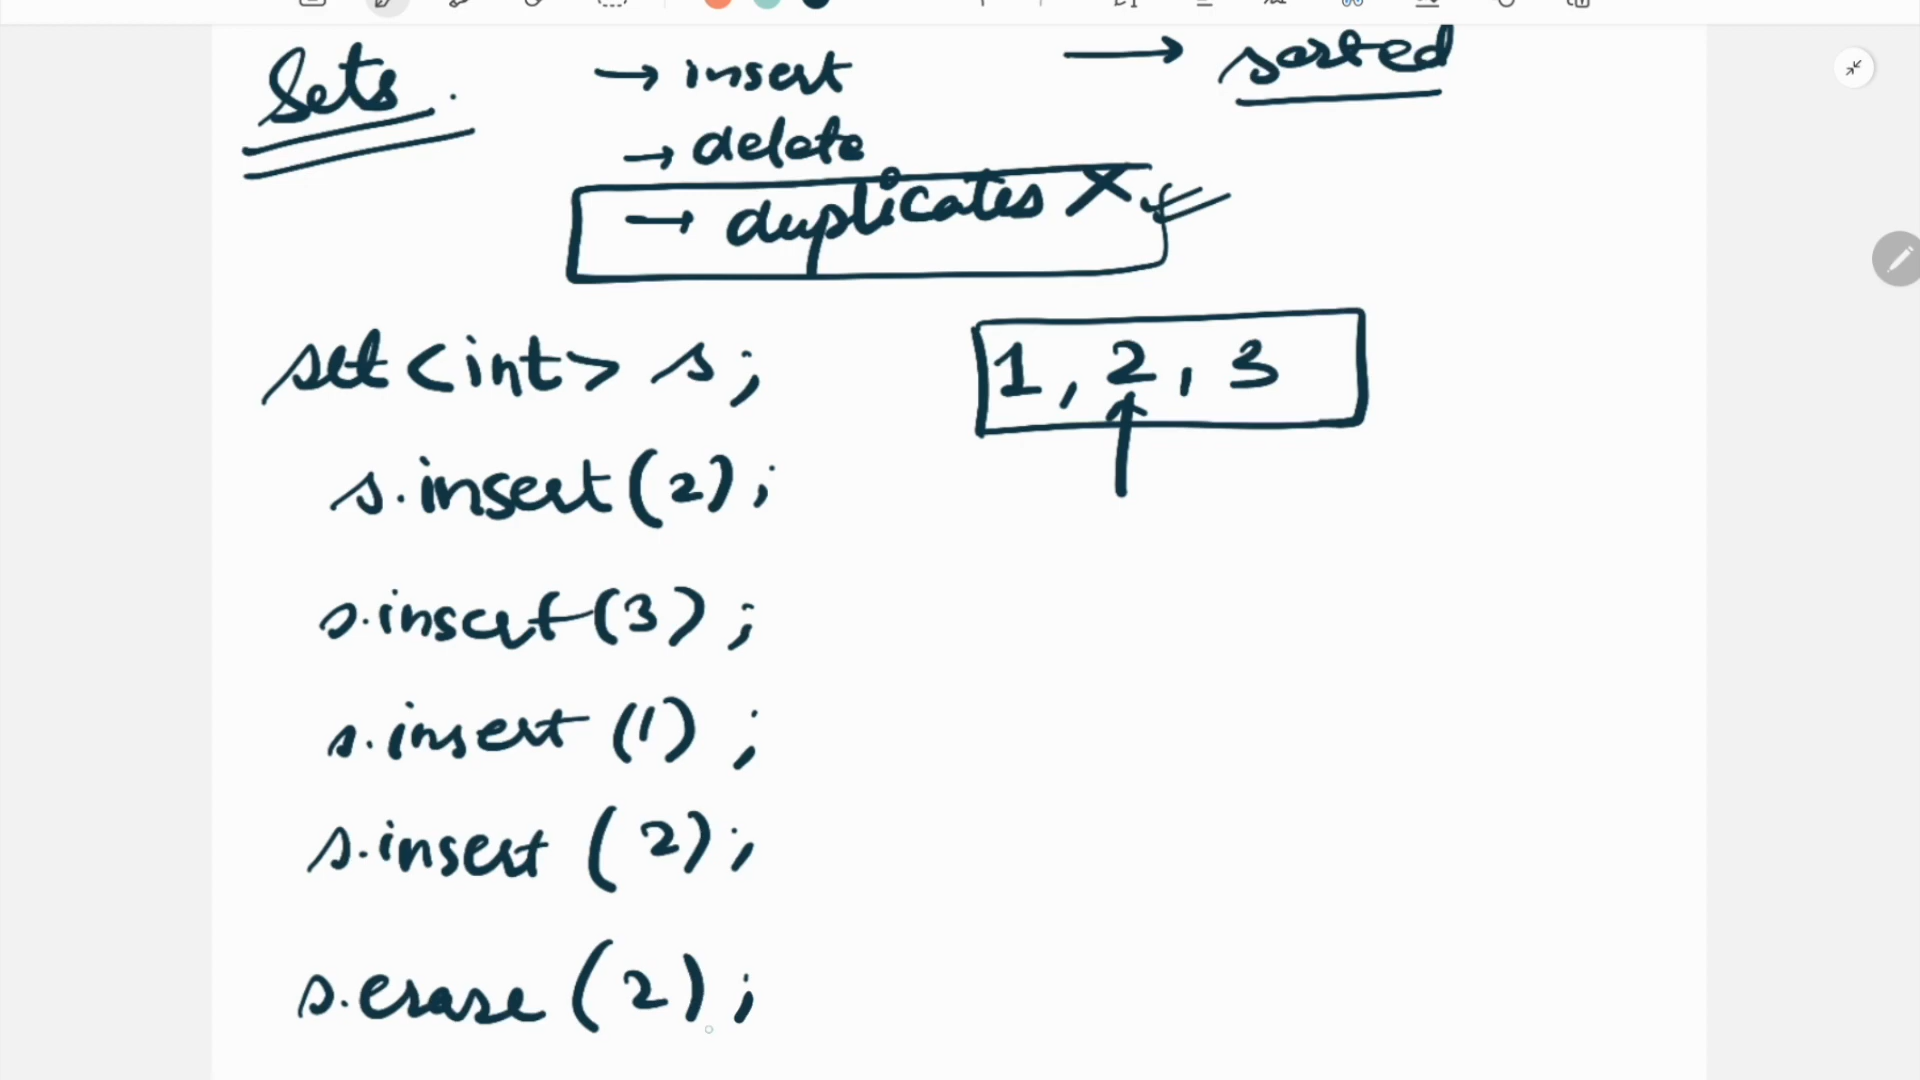 Sets.
→ insert
→ sorted
→ delete
→ duplicates X
set<int> s;
1, 2, 3
s.insert(2);
s.insert(3);
s.insert(1);
s.insert(2);
s.erase(2);